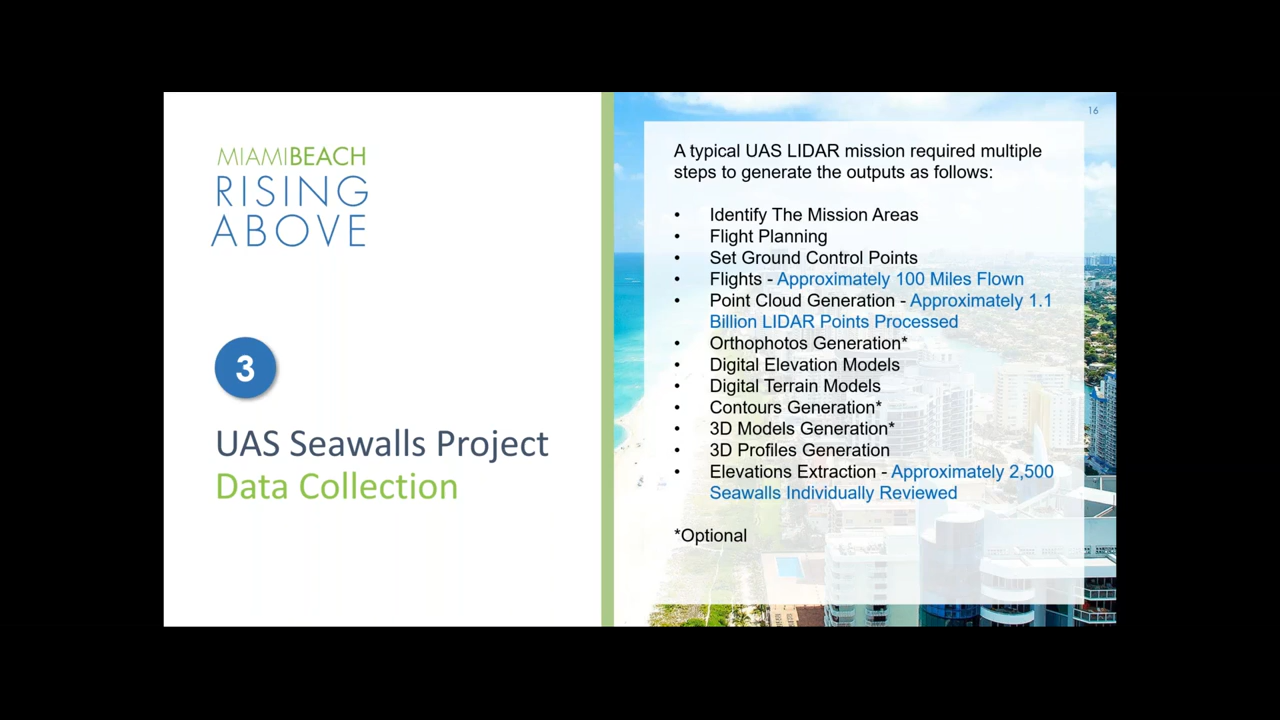 MIAMIBEACH
RISING
ABOVE
3
UAS Seawalls Project
Data Collection
16
A typical UAS LIDAR mission required multiple
steps to generate the outputs as follows:
• Identify The Mission Areas
• Flight Planning
• Set Ground Control Points
• Flights - Approximately 100 Miles Flown
• Point Cloud Generation - Approximately 1.1
Billion LIDAR Points Processed
• Orthophotos Generation*
• Digital Elevation Models
• Digital Terrain Models
• Contours Generation*
• 3D Models Generation*
• 3D Profiles Generation
• Elevations Extraction - Approximately 2,500
Seawalls Individually Reviewed
*Optional